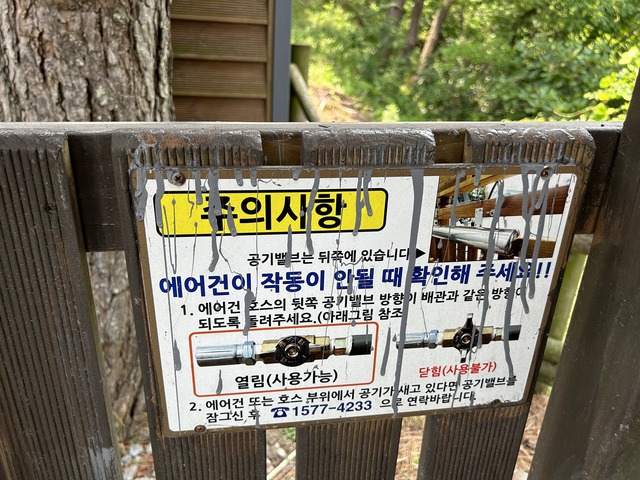 주의사항
공기밸브는 뒤쪽에 있습니다▶
에어건이 작동이 안될 때 확인해 주세요!!
1. 에어건 호스의 뒷쪽 공기밸브 방향이 배관과 같은 방향이
되도록 돌려주세요.(아래그림 참조
열림(사용가능)
닫힘(사용불가)
2. 에어건 또는 호스 부위에서 공기가 새고 있다면 공기밸브를
잠그신 후 ☎1577-4233 으로 연락바랍니다.